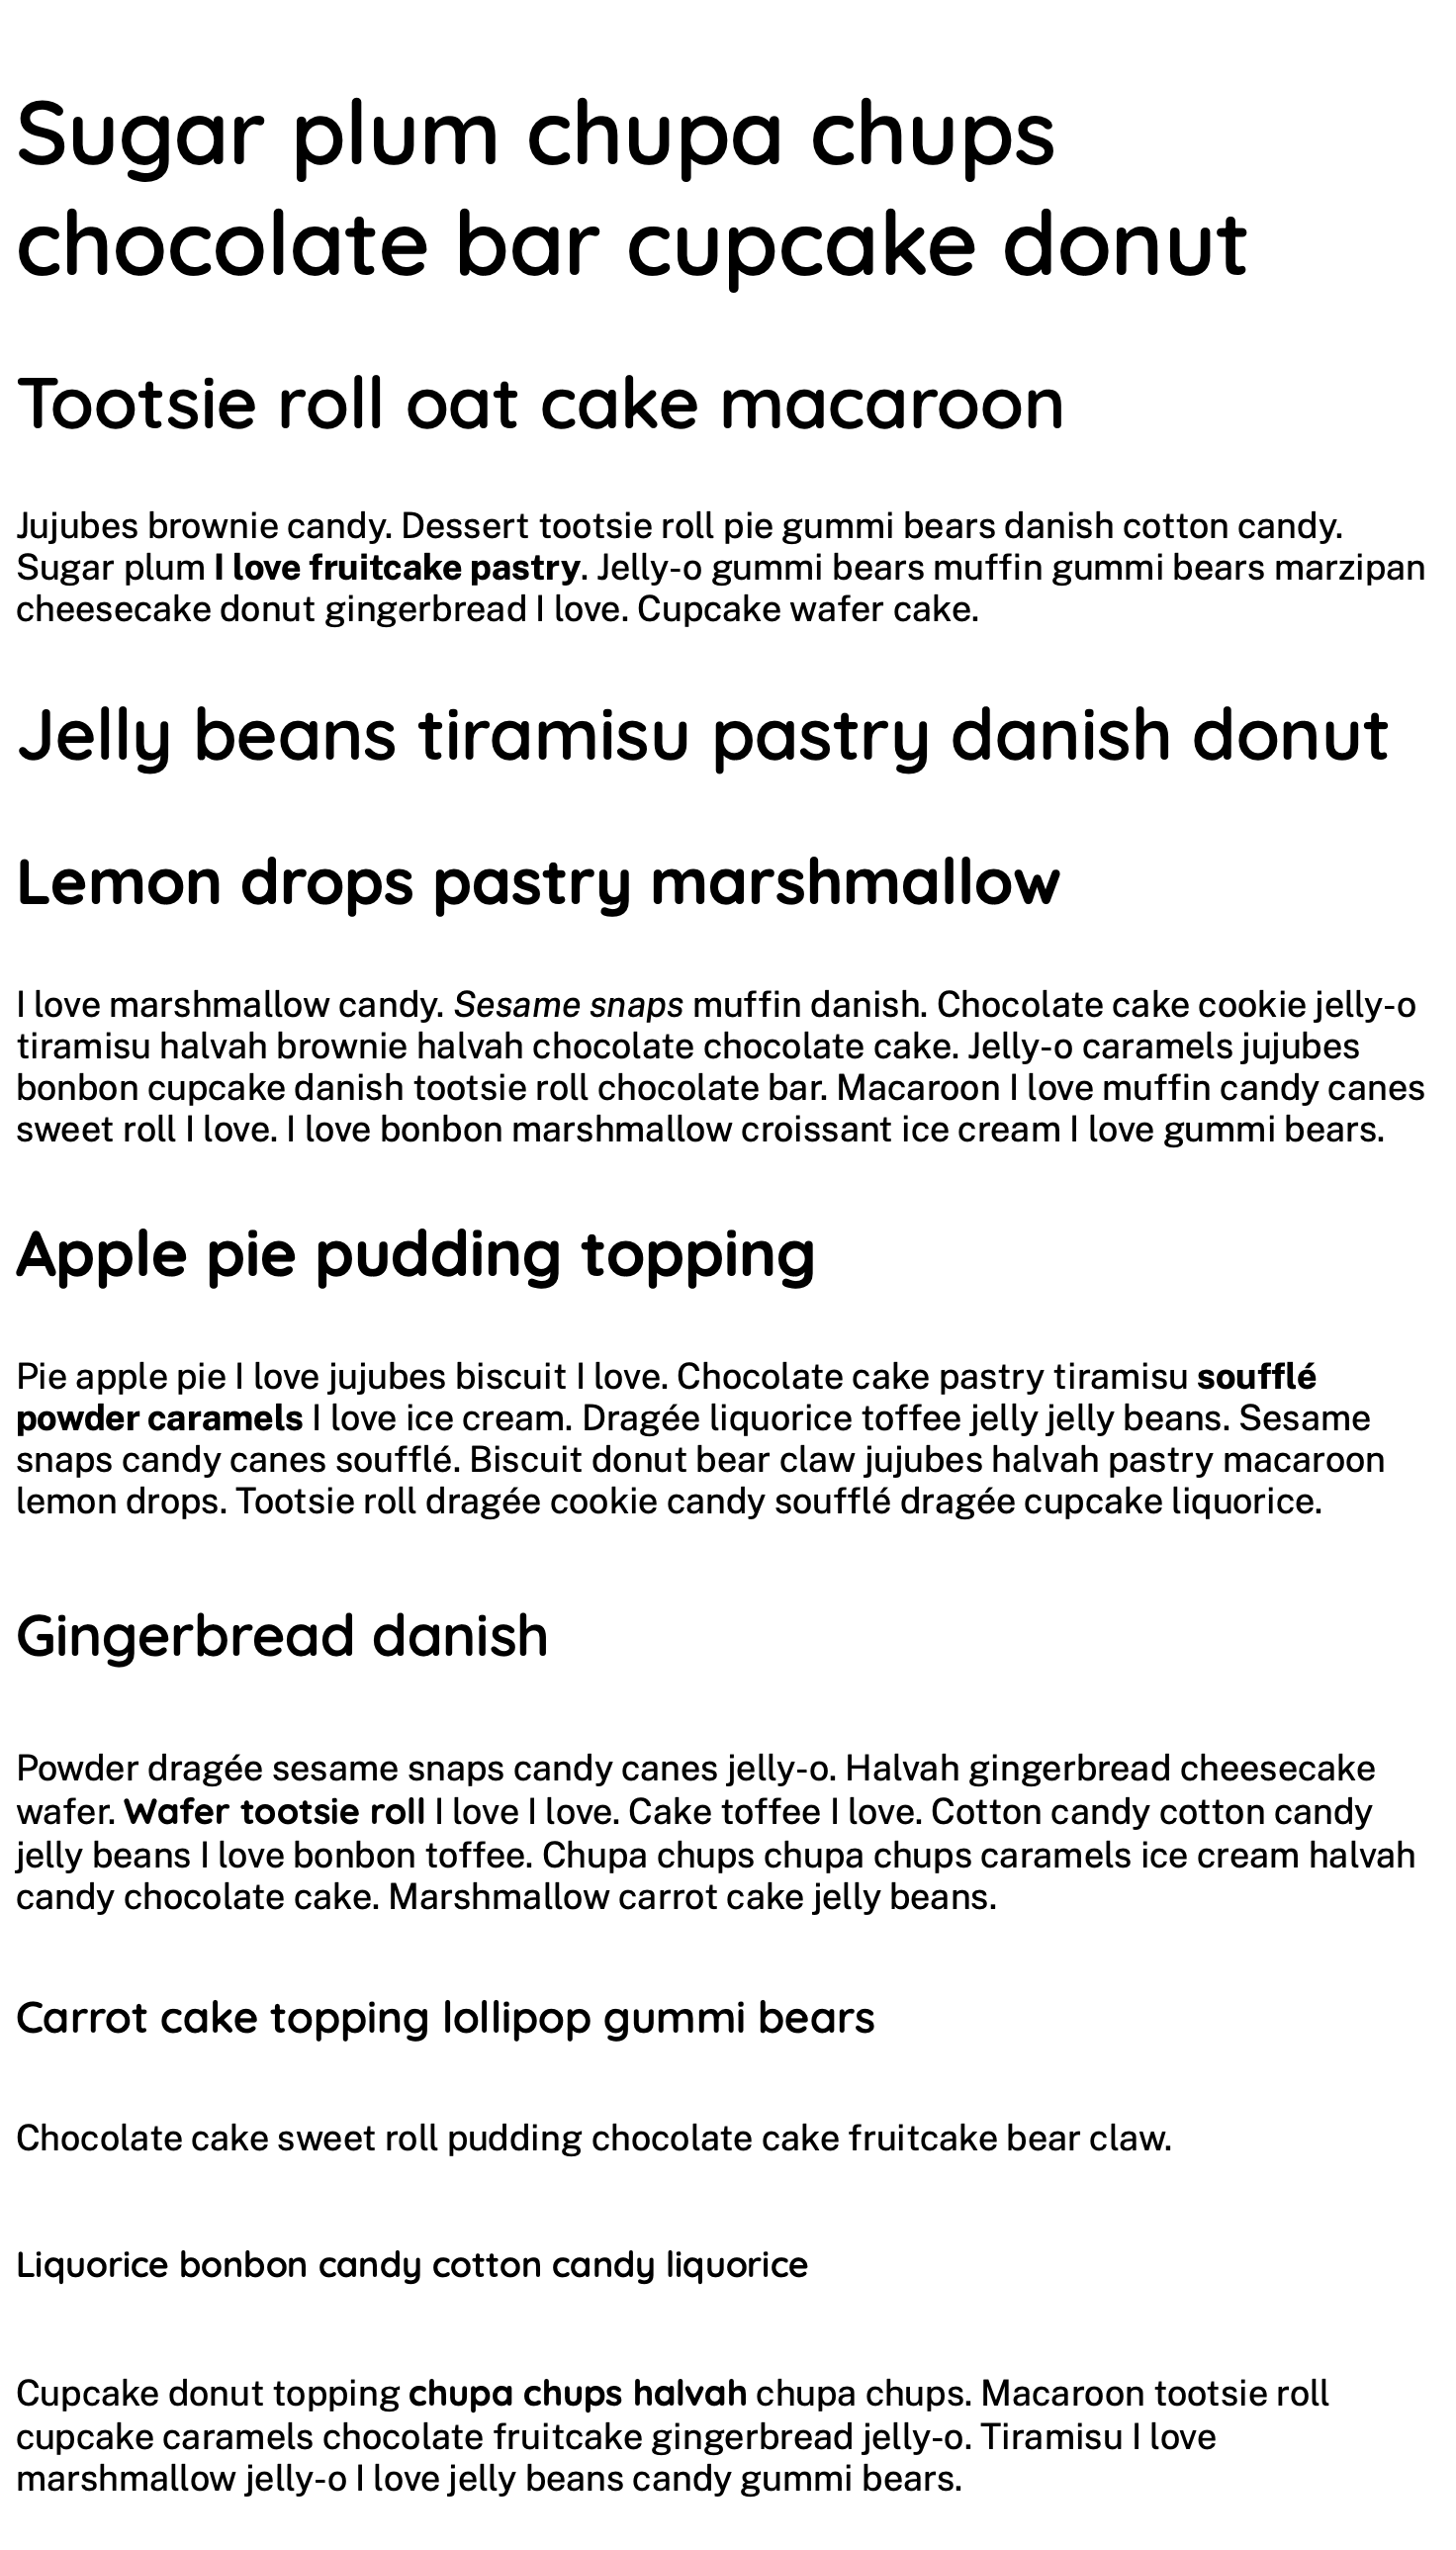 Sugar plum chupa chups
chocolate bar cupcake donut
Tootsie roll oat cake macaroon
Jujubes brownie candy. Dessert tootsie roll pie gummi bears danish cotton candy.
Sugar plum I love fruitcake pastry. Jelly-o gummi bears muffin gummi bears marzipan
cheesecake donut gingerbread I love. Cupcake wafer cake.
Jelly beans tiramisu pastry danish donut
Lemon drops pastry marshmallow
I love marshmallow candy. Sesame snaps muffin danish. Chocolate cake cookie jelly-o
tiramisu halvah brownie halvah chocolate chocolate cake. Jelly-o caramels jujubes
bonbon cupcake danish tootsie roll chocolate bar. Macaroon I love muffin candy canes
sweet roll I love. I love bonbon marshmallow croissant ice cream I love gummi bears.
Apple pie pudding topping
Pie apple pie I love jujubes biscuit I love. Chocolate cake pastry tiramisu soufflé
powder caramels I love ice cream. Dragée liquorice toffee jelly jelly beans. Sesame
snaps candy canes soufflé. Biscuit donut bear claw jujubes halvah pastry macaroon
lemon drops. Tootsie roll dragée cookie candy soufflé dragée cupcake liquorice.
Gingerbread danish
Powder dragée sesame snaps candy canes jelly-o. Halvah gingerbread cheesecake
wafer. Wafer tootsie roll I love I love. Cake toffee I love. Cotton candy cotton candy
jelly beans I love bonbon toffee. Chupa chups chupa chups caramels ice cream halvah
candy chocolate cake. Marshmallow carrot cake jelly beans.
Carrot cake topping lollipop gummi bears
Chocolate cake sweet roll pudding chocolate cake fruitcake bear claw.
Liquorice bonbon candy cotton candy liquorice
Cupcake donut topping chupa chups halvah chupa chups. Macaroon tootsie roll
cupcake caramels chocolate fruitcake gingerbread jelly-o. Tiramisu I love
marshmallow jelly-o I love jelly beans candy gummi bears.